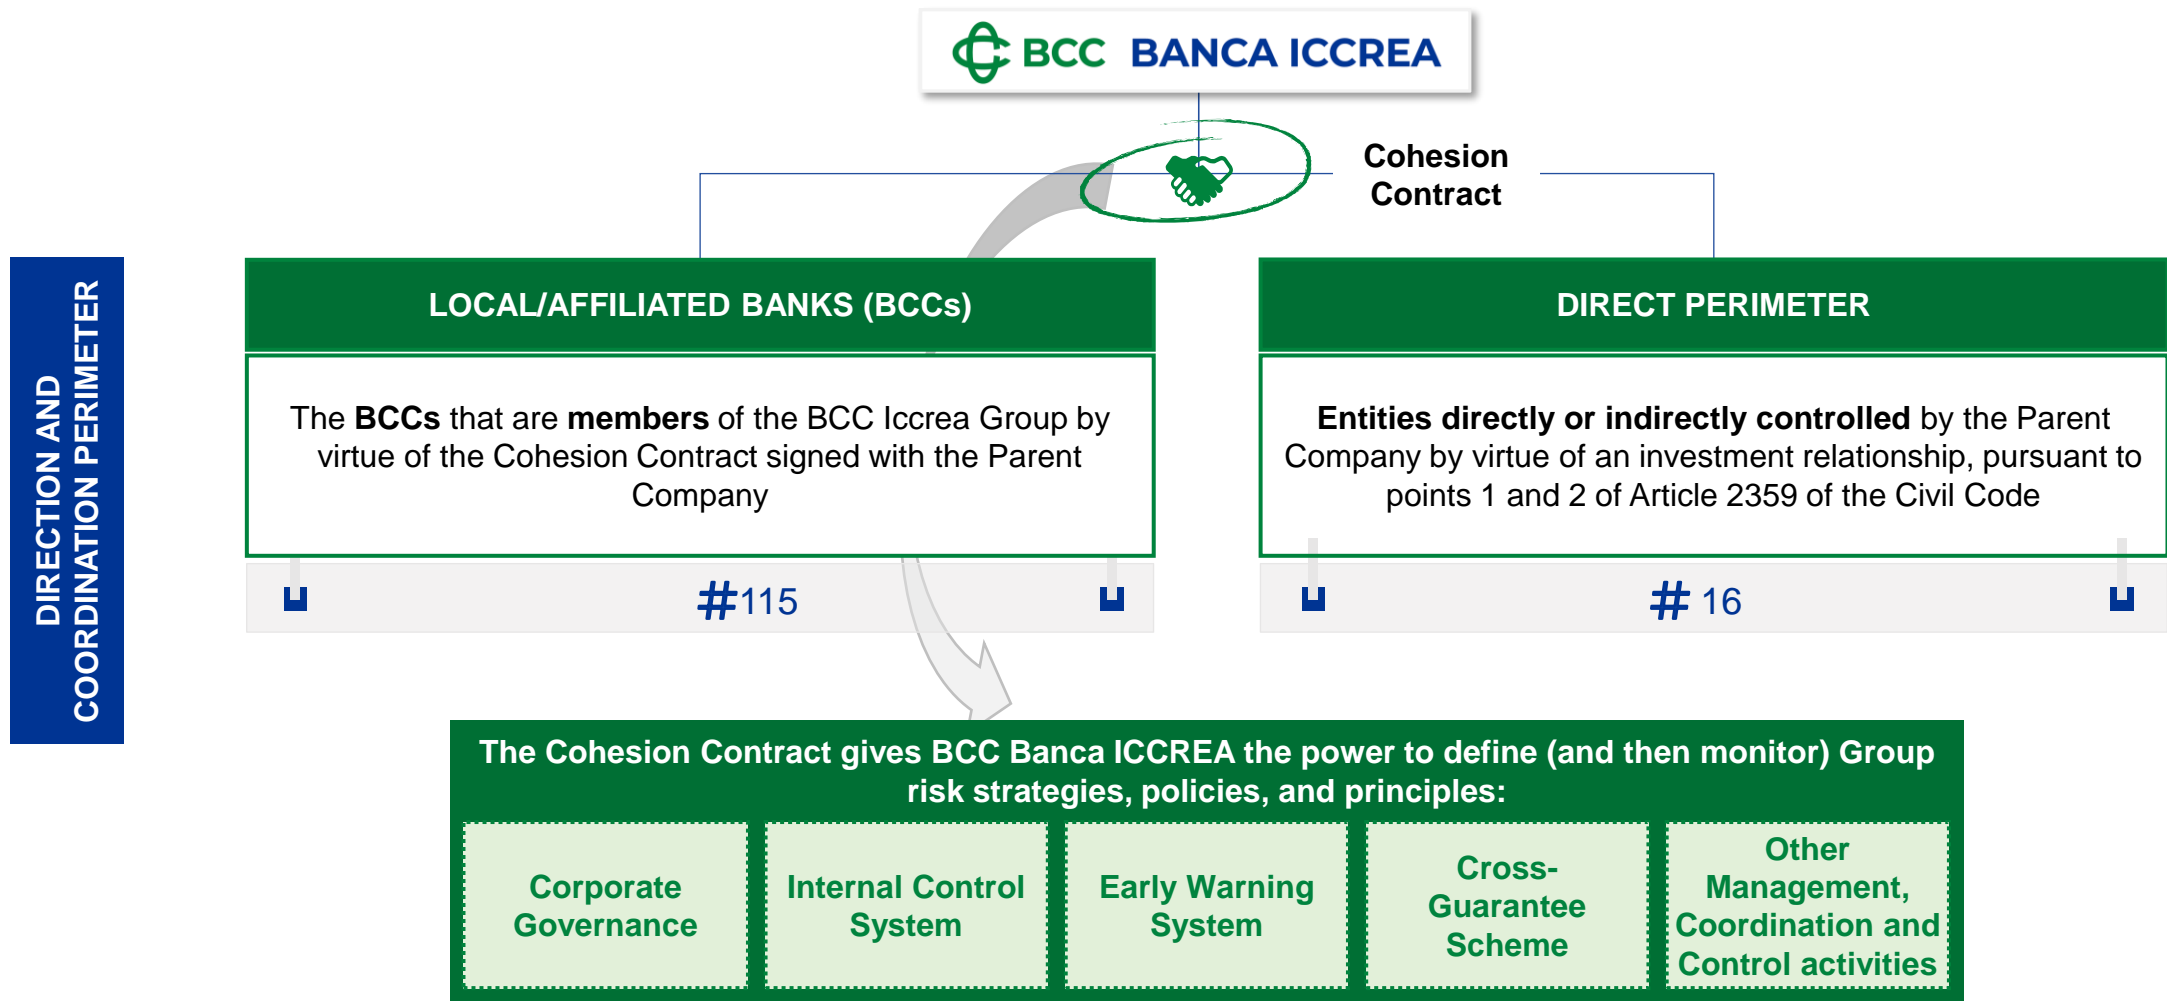 BCC BANCA ICCREA
Cohesion
Contract
DIRECTION AND
COORDINATION PERIMETER
LOCAL/AFFILIATED BANKS (BCCs)
The BCCs that are members of the BCC Iccrea Group by
virtue of the Cohesion Contract signed with the Parent
Company
#115
DIRECT PERIMETER
Entities directly or indirectly controlled by the Parent
Company by virtue of an investment relationship, pursuant to
points 1 and 2 of Article 2359 of the Civil Code
# 16
The Cohesion Contract gives BCC Banca ICCREA the power to define (and then monitor) Group
risk strategies, policies, and principles:
Corporate
Governance
Internal Control
System
Early Warning
System
Cross-
Guarantee
Scheme
Other
Management,
Coordination and
Control activities